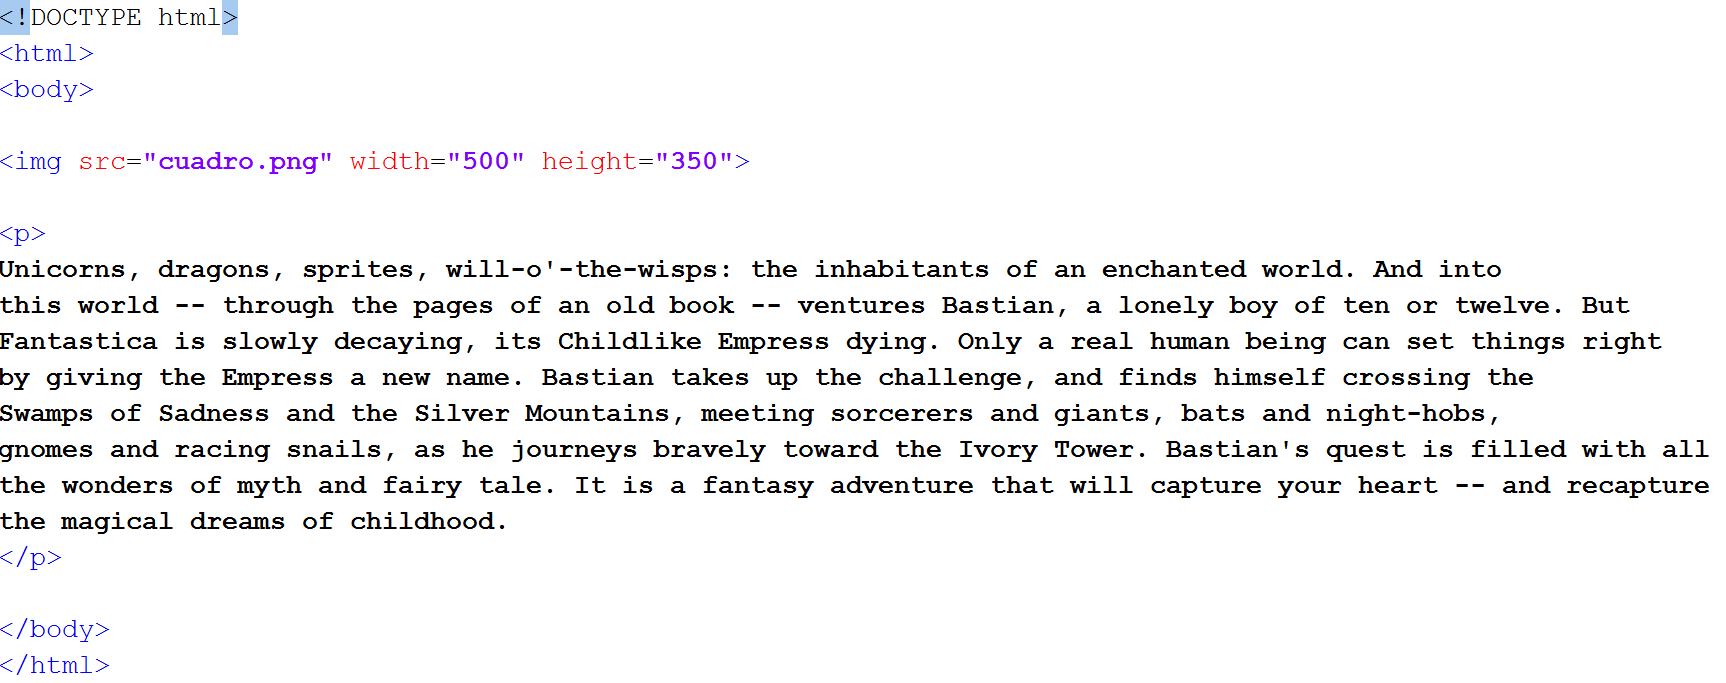 <!DOCTYPE html>
<html>
<body>
<img src="cuadro.png" width="500" height="350">
<p>
Unicorns, dragons, sprites, will-o'-the-wisps: the inhabitants of an enchanted world. And into
this world -- through the pages of an old book -- ventures Bastian, a lonely boy of ten or twelve. But
Fantastica is slowly decaying, its Childlike Empress dying. Only a real human being can set things right
by giving the Empress a new name. Bastian takes up the challenge, and finds himself crossing the
Swamps of Sadness and the Silver Mountains, meeting sorcerers and giants, bats and night-hobs,
gnomes and racing snails, as he journeys bravely toward the Ivory Tower. Bastian's quest is filled with all
the wonders of myth and fairy tale. It is a fantasy adventure that will capture your heart -- and recapture
the magical dreams of childhood.
</p>
</body>
</html>